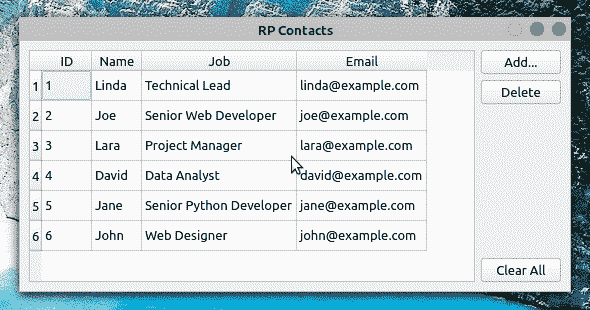 RP Contacts
ID Name Job Email
1 1 Linda Technical Lead linda@example.com
2 2 Joe Senior Web Developer joe@example.com
3 3 Lara Project Manager lara@example.com
4 4 David Data Analyst david@example.com
5 5 Jane Senior Python Developer jane@example.com
6 6 John Web Designer john@example.com
Add...
Delete
Clear All